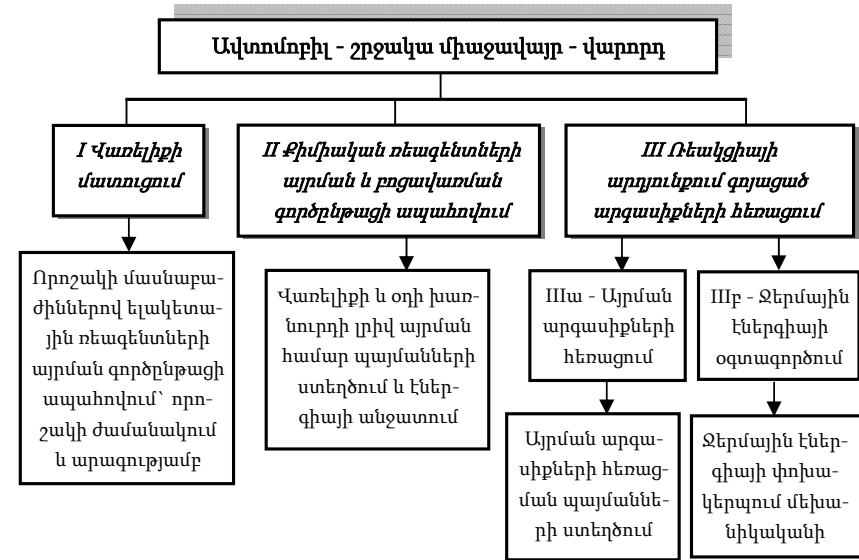 Ավտոմոբիլ - շրջակա միաջավայր - վարորդ
I Վառելիքի
մատուցում
II Քիմիական ռեագենտների
այրման և բոցավառման
գործընթացի ապահովում
III Ռեակցիայի
արդյունքում գոյացած
արգասիքների հեռացում
Որոշակի մասնաբա-
ժիններով ելակետա-
յին ռեագենտների
այրման գործընթացի
ապահովում՝ որո-
շակի ժամանակում
և արագությամբ
Վառելիքի և օդի խառ-
նուրդի լրիվ այրման
համար պայմանների
ստեղծում և էներ-
գիայի անջատում
IIIա - Այրման
արգասիքների
հեռացում
IIIբ - Ջերմային
էներգիայի
օգտագործում
Այրման արգա-
սիքների հեռաց-
ման պայմաննե-
րի ստեղծում
Ջերմային էներ-
գիայի փոխա-
կերպում մեխա-
նիկականի